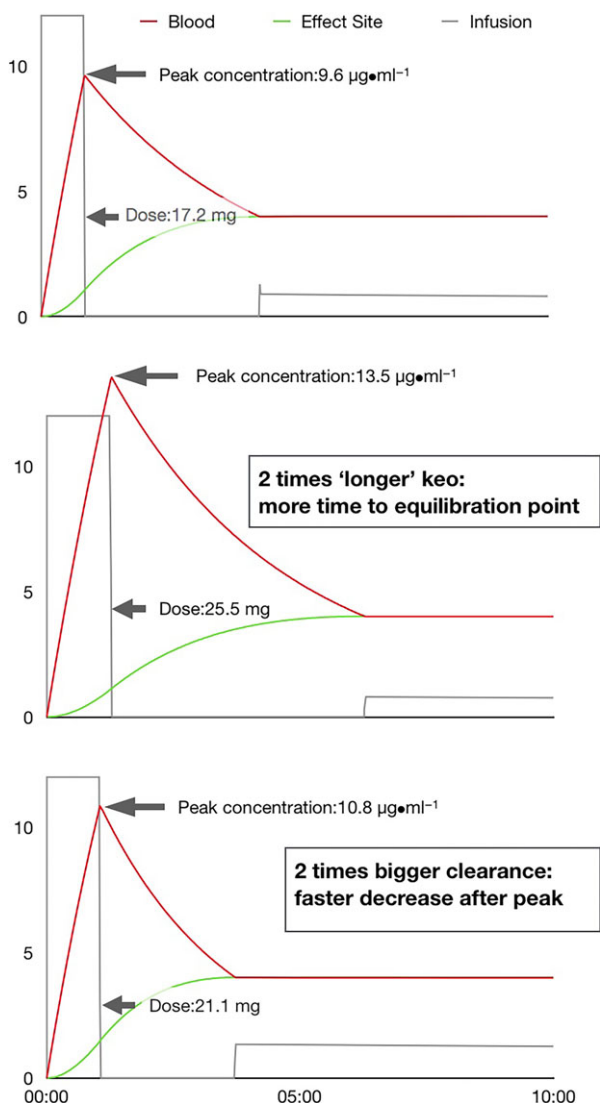 Blood Effect Site Infusion
10
Peak concentration:9.6 µg•ml⁻¹
5
Dose:17.2 mg
0
Peak concentration:13.5 µg•ml⁻¹
10
2 times ‘longer’ keo:
more time to equilibration point
5
Dose:25.5 mg
0
Peak concentration:10.8 µg•ml⁻¹
10
2 times bigger clearance:
faster decrease after peak
5
Dose:21.1 mg
0
00:00 05:00 10:00